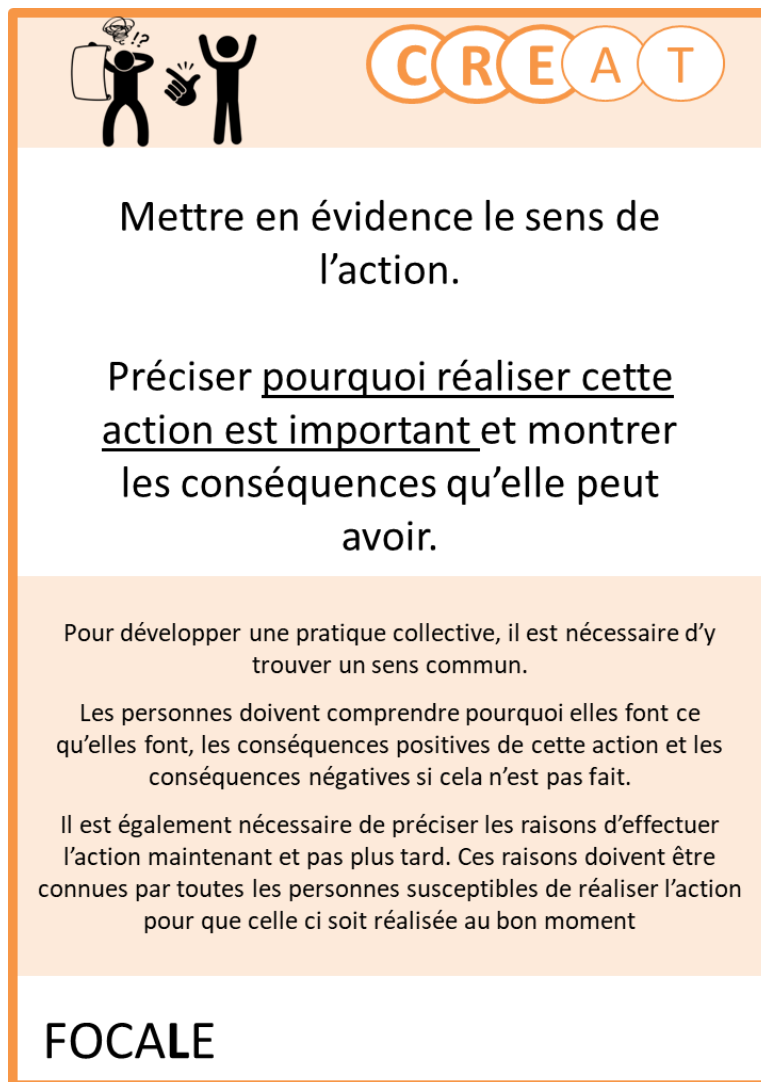 !?
CREAT
Mettre en évidence le sens de
l’action.
Préciser pourquoi réaliser cette
action est important et montrer
les conséquences qu’elle peut
avoir.
Pour développer une pratique collective, il est nécessaire d’y
trouver un sens commun.
Les personnes doivent comprendre pourquoi elles font ce
qu’elles font, les conséquences positives de cette action et les
conséquences négatives si cela n’est pas fait.
Il est également nécessaire de préciser les raisons d’effectuer
l’action maintenant et pas plus tard. Ces raisons doivent être
connues par toutes les personnes susceptibles de réaliser l’action
pour que celle ci soit réalisée au bon moment
FOCALE